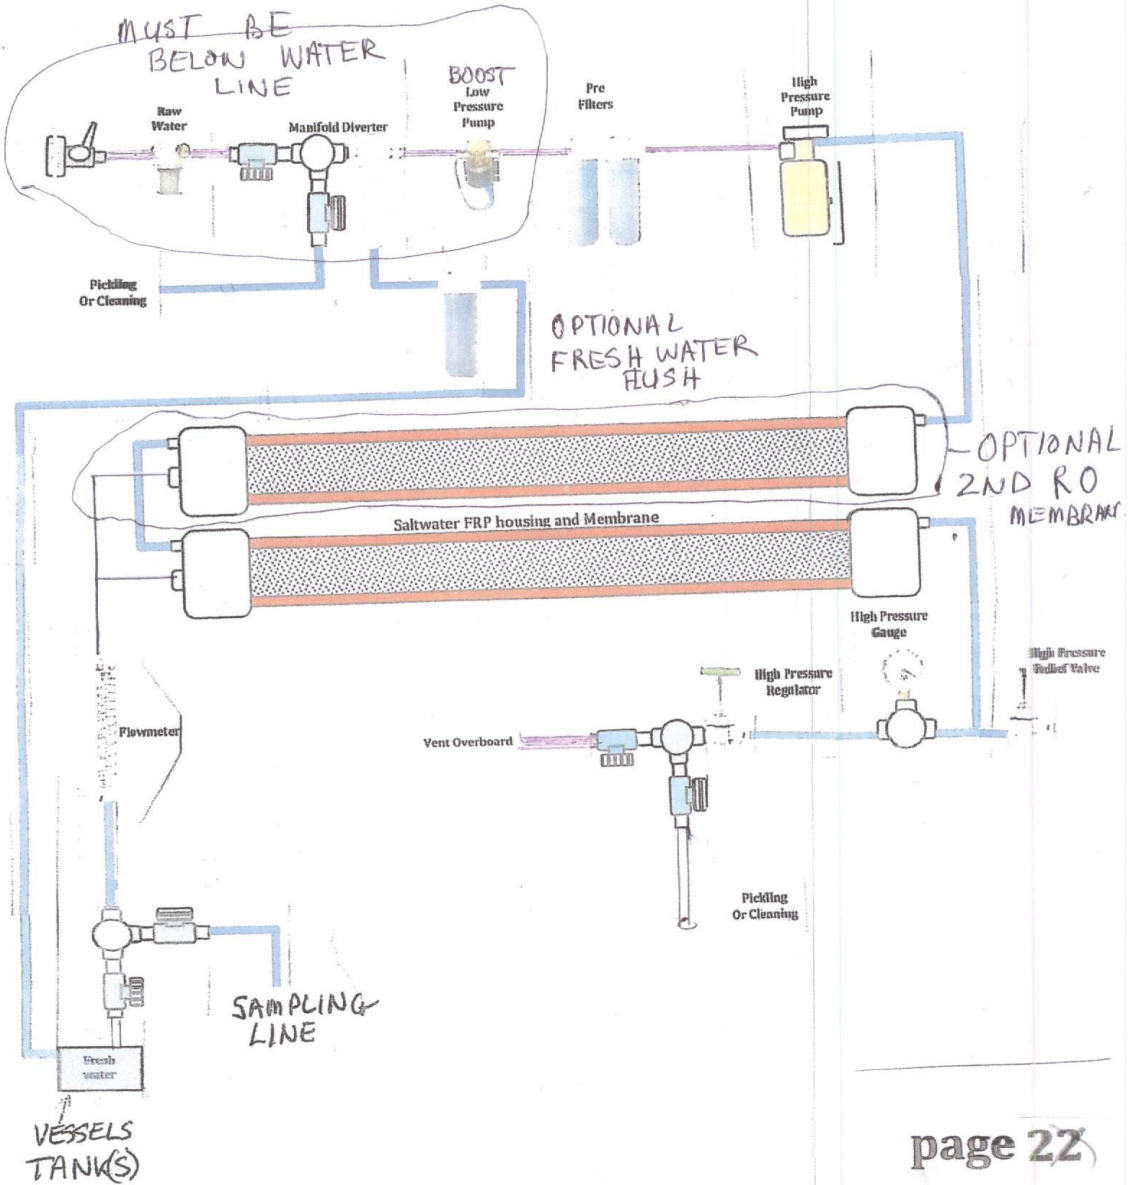 MUST BE
BELOW WATER
LINE
Raw
Water
Manifold Diverter
BOOST
Low
Pressure
Pump
Pre
Filters
High
Pressure
Pump
Pickling
Or Cleaning
OPTIONAL
FRESH WATER
FLUSH
OPTIONAL
2ND RO
MEMBRANE
Saltwater FRP housing and Membrane
High Pressure
Gauge
High Pressure
Relief Valve
High Pressure
Regulator
Flowmeter
Vent Overboard
Pickling
Or Cleaning
SAMPLING
LINE
Fresh
water
VESSELS
TANK(S)
page 22